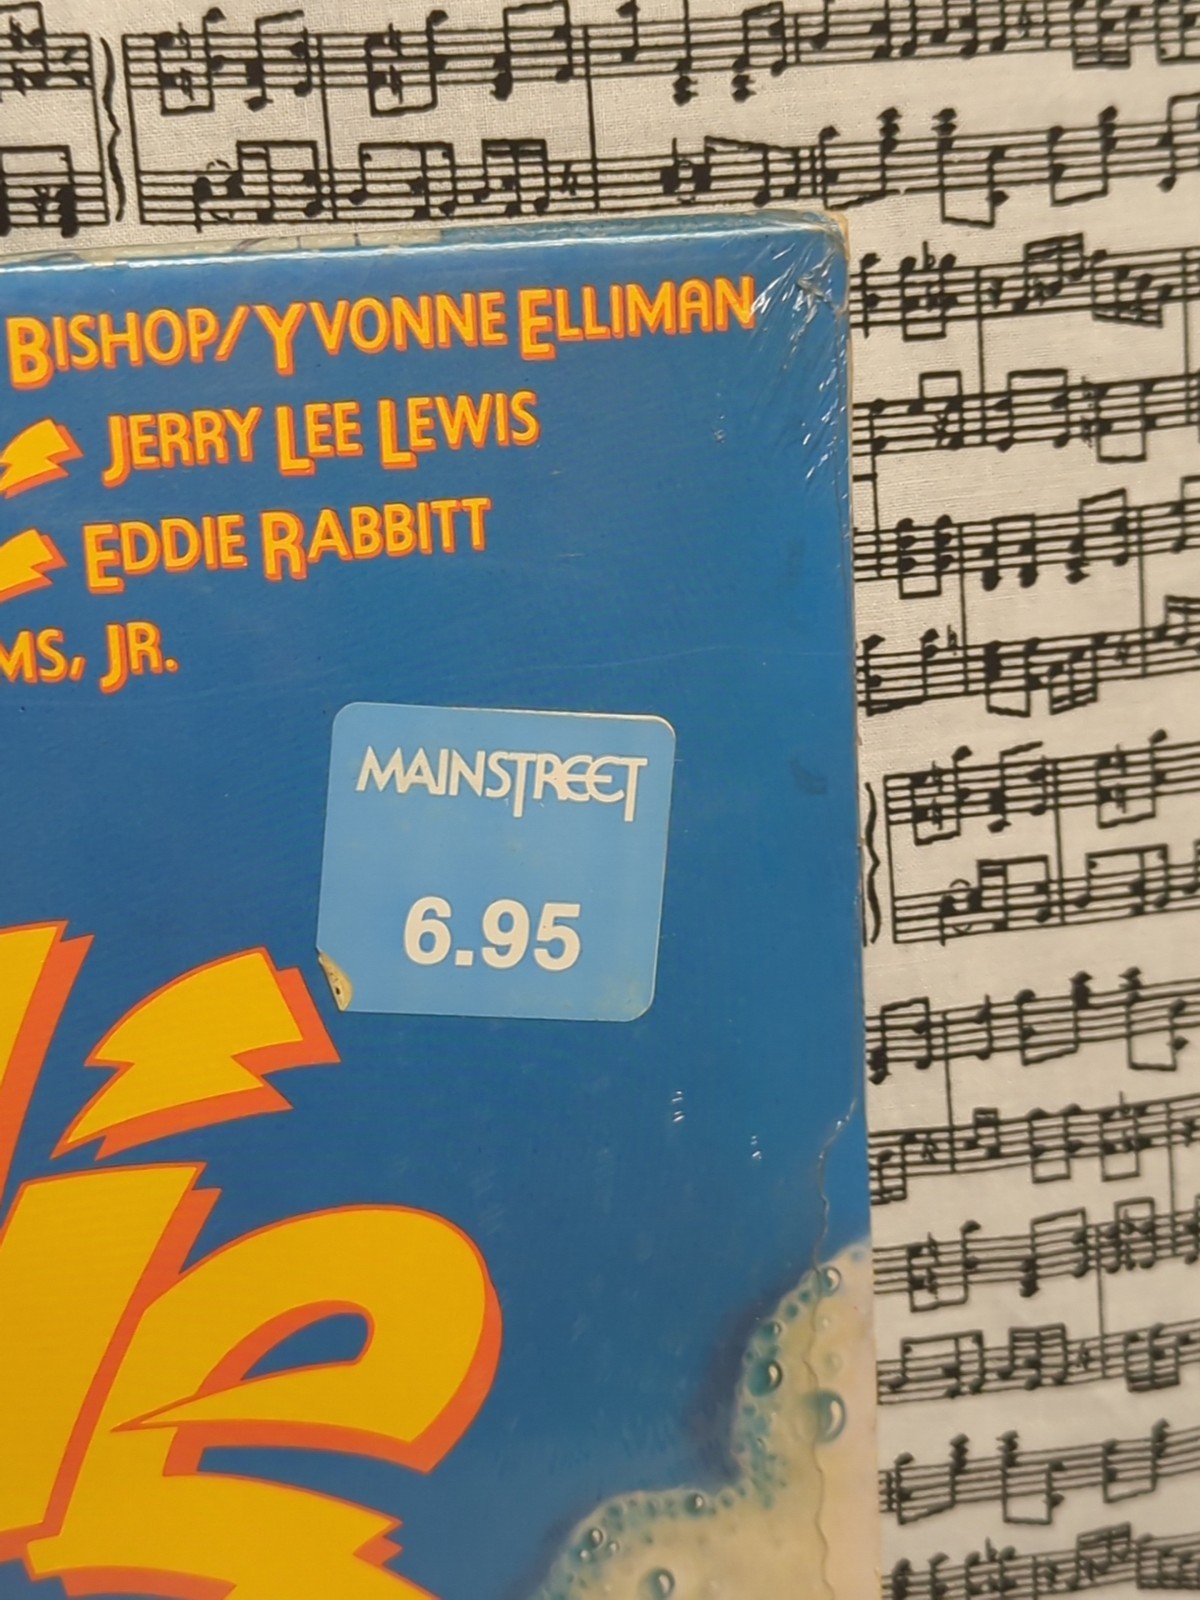 BISHOP/YVONNE ELLIMAN
JERRY LEE LEWIS
EDDIE RABBITT
MS, JR.
MAINSTREET
6.95